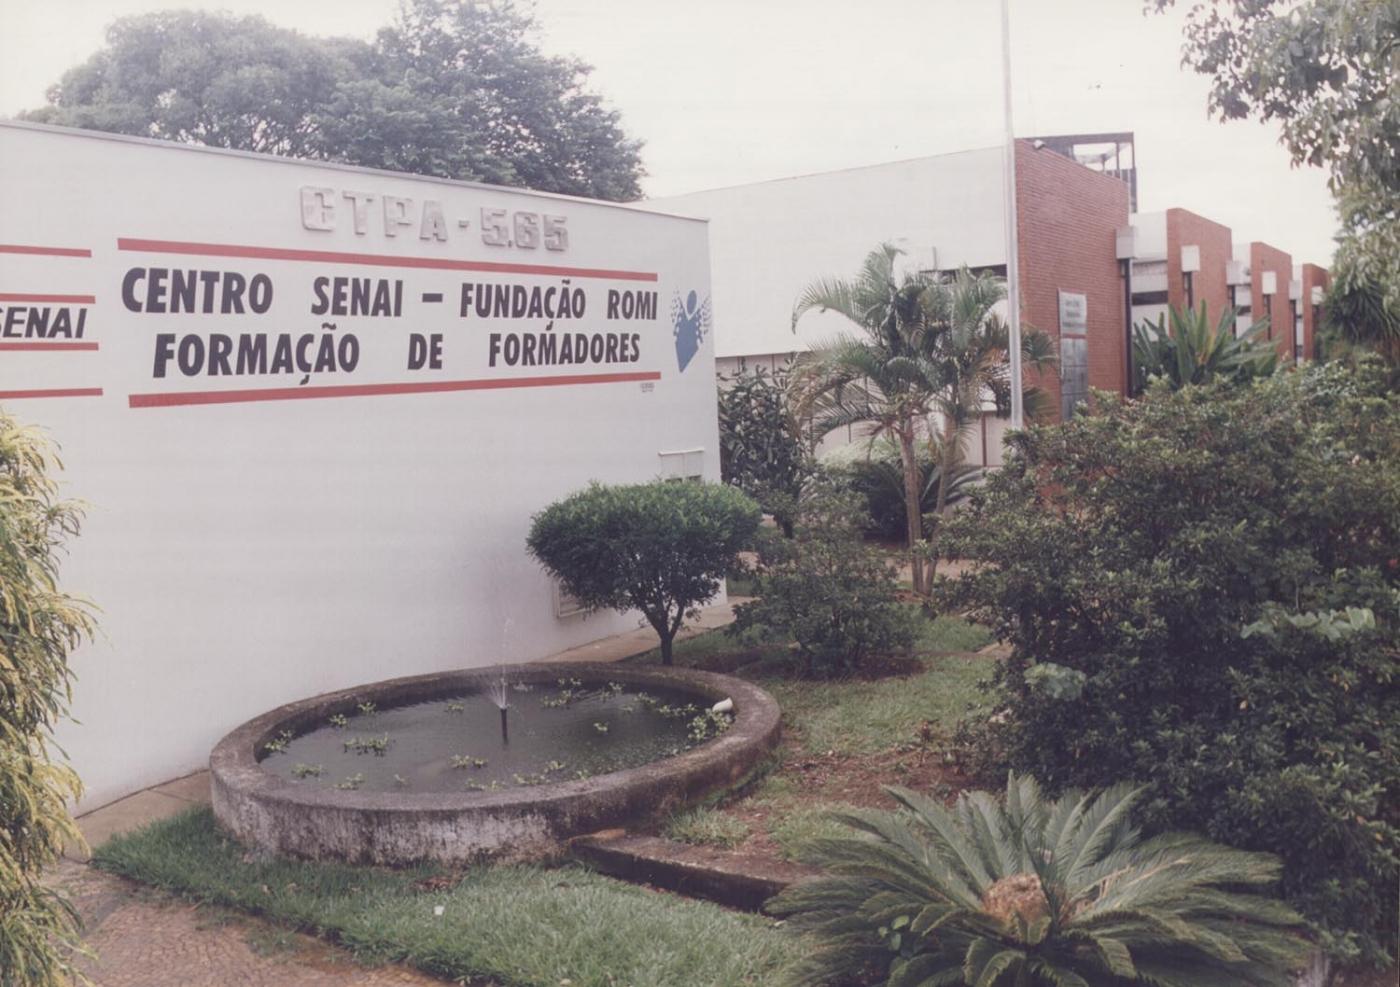 CTPA-5.65
SENAI
CENTRO SENAI – FUNDAÇÃO ROMI
FORMAÇÃO DE FORMADORES